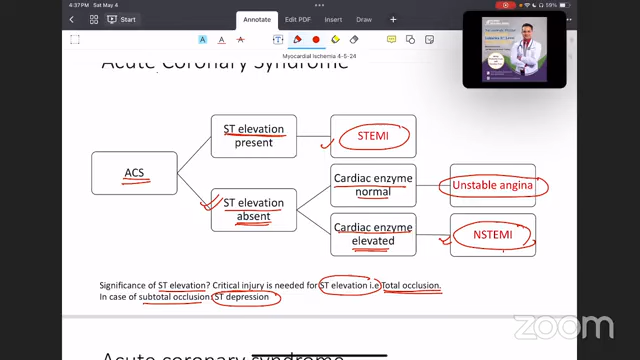 4:37 PM Sat May 4
59%
Annotate
Edit PDF
Insert
Draw
Myocardial Ischemia 4-5-24
Acute Coronary Syndrome
ST elevation
present
STEMI
ACS
Cardiac enzyme
normal
Unstable angina
ST elevation
absent
Cardiac enzyme
elevated
NSTEMI
Significance of ST elevation? Critical injury is needed for ST elevation i.e Total occlusion.
In case of subtotal occlusion: ST depression
zoom
Acute coronary syndrome